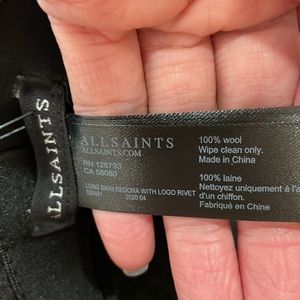 ALLSAINTS
ALLSAINTS
ALLSAINTS.COM
RN 128793
CA 58080
LONG BRIM FEDORA WITH LOGO RIVET
2020 04
100% wool
Wipe clean only.
Made in China
100% laine
Nettoyez uniquement à l'a
d'un chiffon.
Fabriqué en Chine